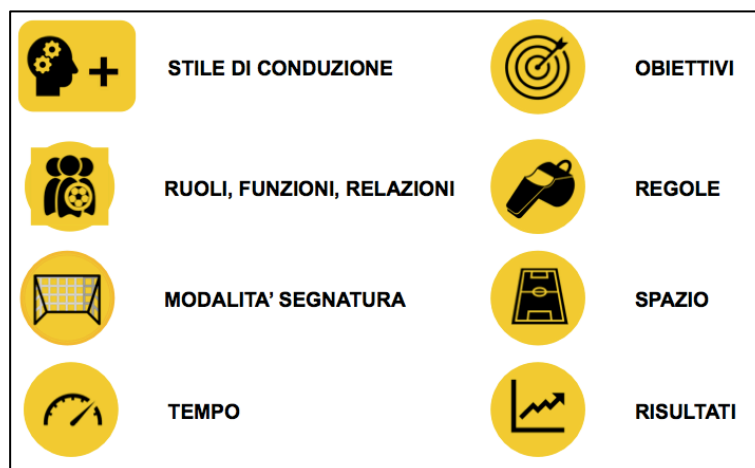 STILE DI CONDUZIONE
OBIETTIVI
RUOLI, FUNZIONI, RELAZIONI
REGOLE
MODALITA' SEGNATURA
SPAZIO
TEMPO
RISULTATI